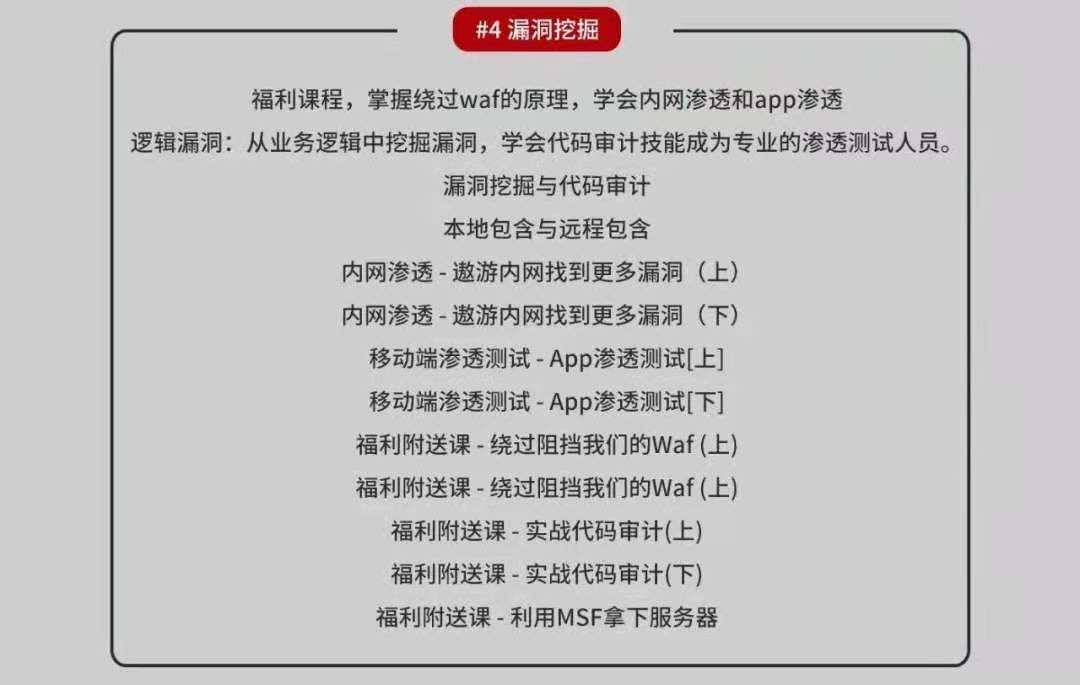 #4 漏洞挖掘
福利课程，掌握绕过waf的原理，学会内网渗透和app渗透
逻辑漏洞：从业务逻辑中挖掘漏洞，学会代码审计技能成为专业的渗透测试人员。
漏洞挖掘与代码审计
本地包含与远程包含
内网渗透 - 遨游内网找到更多漏洞（上）
内网渗透 - 遨游内网找到更多漏洞（下）
移动端渗透测试 - App渗透测试[上]
移动端渗透测试 - App渗透测试[下]
福利附送课 - 绕过阻挡我们的Waf (上)
福利附送课 - 绕过阻挡我们的Waf (上)
福利附送课 - 实战代码审计(上)
福利附送课 - 实战代码审计(下)
福利附送课 - 利用MSF拿下服务器